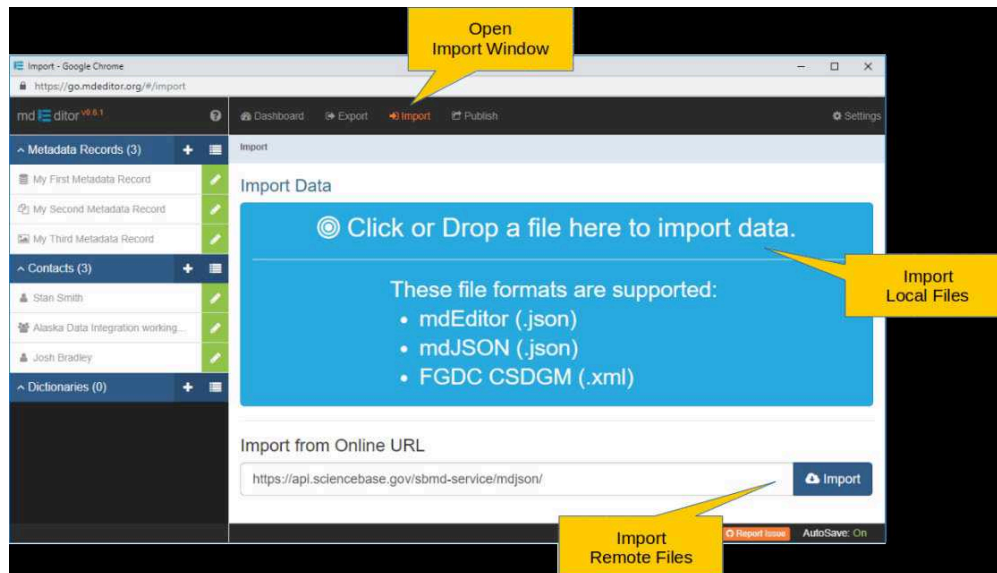 Open
Import Window
Import - Google Chrome
https://go.mdeditor.org/#/import
md ditor v0.6.1
Dashboard Export Import Publish Settings
Metadata Records (3)
My First Metadata Record
My Second Metadata Record
My Third Metadata Record
Contacts (3)
Stan Smith
Alaska Data Integration working...
Josh Bradley
Dictionaries (0)
Import
Import Data
Click or Drop a file here to import data.
These file formats are supported:
• mdEditor (.json)
• mdJSON (.json)
• FGDC CSDGM (.xml)
Import
Local Files
Import from Online URL
https://api.sciencebase.gov/sbmd-service/mdjson/
Import
Import
Remote Files
Report Issue AutoSave: On